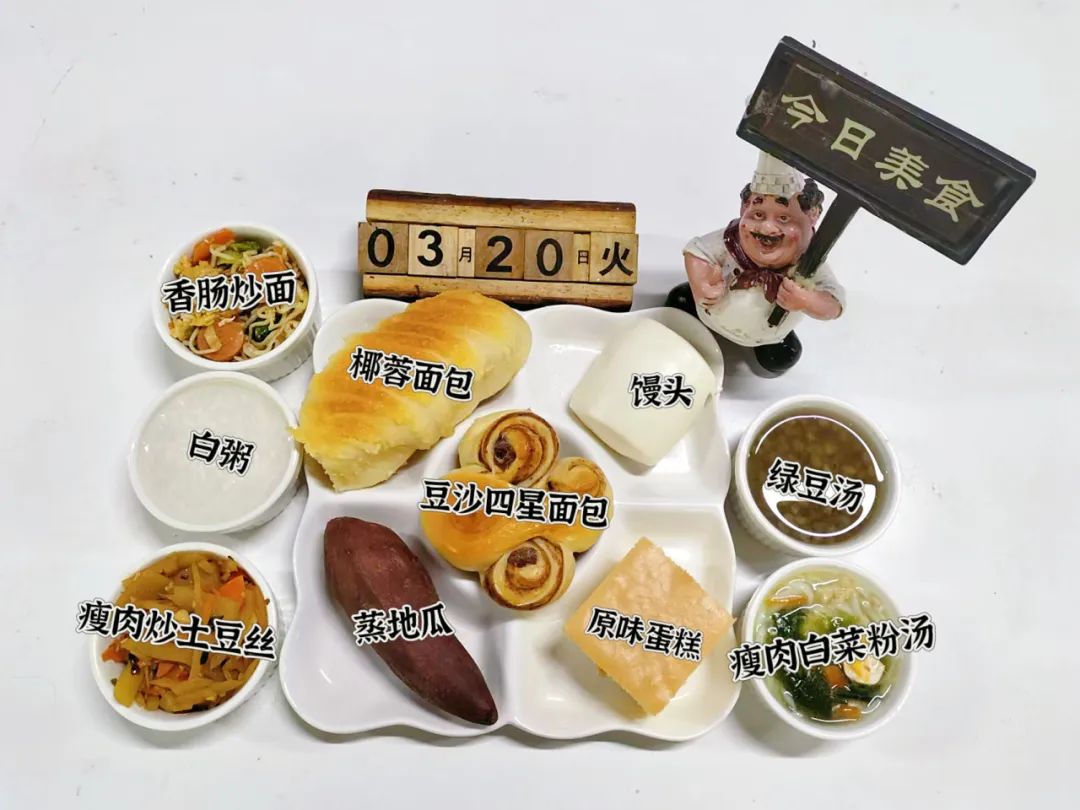 今日美食
03月20日火
香肠炒面
椰蓉面包
馒头
白粥
豆沙四星面包
绿豆汤
瘦肉炒土豆丝
蒸地瓜
原味蛋糕
瘦肉白菜粉汤